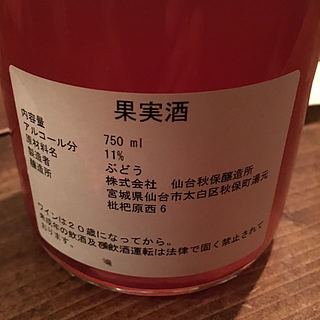 果実酒
内容量 750 ml
アルコール分 11%
原材料名 ぶどう
製造者 株式会社 仙台秋保醸造所
醸造所 宮城県仙台市太白区秋保町湯元
枇杷原西6
ワインは20歳になってから。
未成年の飲酒及び飲酒運転は法律で固く禁止されて
おります。